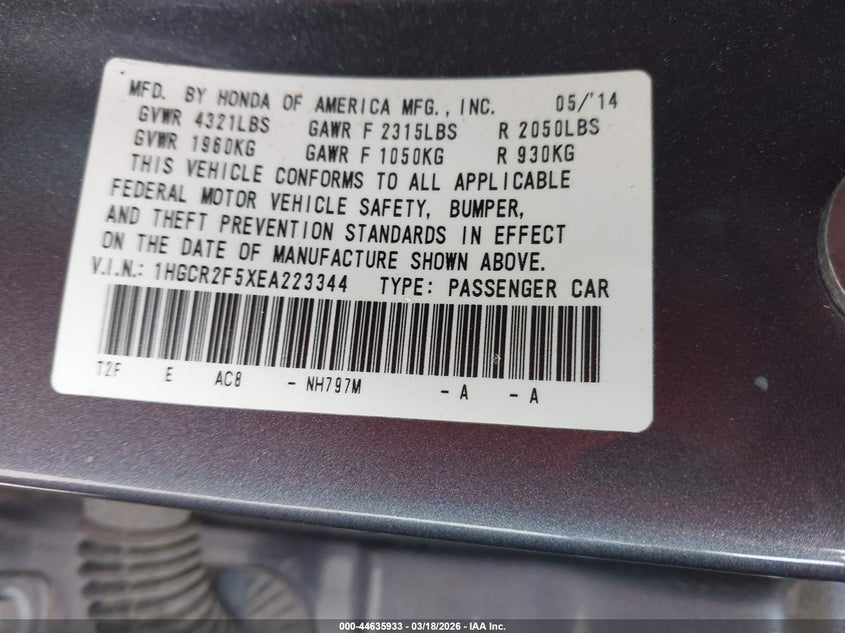 MFD. BY HONDA OF AMERICA MFG., INC. 05/'14
GVWR 4321LBS GAWR F 2315LBS R 2050LBS
GVWR 1960KG GAWR F 1050KG R 930KG
THIS VEHICLE CONFORMS TO ALL APPLICABLE
FEDERAL MOTOR VEHICLE SAFETY, BUMPER,
AND THEFT PREVENTION STANDARDS IN EFFECT
ON THE DATE OF MANUFACTURE SHOWN ABOVE.
V.I.N.: 1HGCR2F5XEA223344 TYPE: PASSENGER CAR
T2F E AC8 - NH797M - A - A
000-44635933 / 03/18/2026 - IAA Inc.